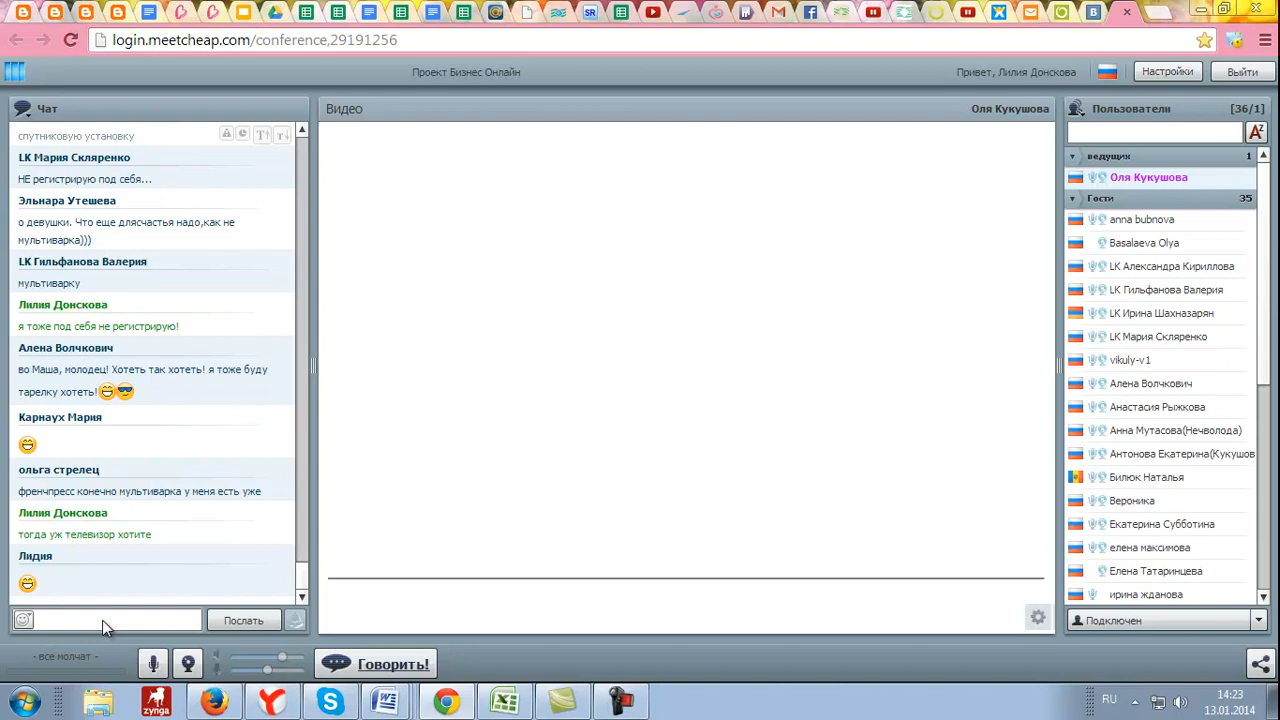 login.meetcheap.com/conference,29191256
Проект Бизнес Онлайн
Привет, Лилия Донскова
Настройки
Выйти
Чат
спутниковую установку
LK Мария Скляренко
НЕ регистрирую под себя...
Эльнара Утешева
о девушки. Что еще длясчастья надо,как не
мультиварка)))
LK Гильфанова Валерия
мультиварку
Лилия Донскова
я тоже под себя не регистрирую!
Алена Волчкович
во Маша, молодец! Хотеть так хотеть! я тоже буду
тарелку хотеть!
Карнаух Мария
ольга стрелец
френчпресс конечно мультиварка у меня есть уже
Лилия Донскова
тогда уж телевизор хотите
Лидия
Послать
- все молчат -
Видео
Оля Кукушова
Говорить!
Пользователи
[36/1]
ведущих 1
Оля Кукушова
Гости 35
anna bubnova
Basalaeva Olya
LK Александра Кириллова
LK Гильфанова Валерия
LK Ирина Шахназарян
LK Мария Скляренко
vikuly-v1
Алена Волчкович
Анастасия Рыжкова
Анна Мутасова(Нечволода)
Антонова Екатерина(Кукушов
Билюк Наталья
Вероника
Екатерина Субботина
елена максимова
Елена Татаринцева
ирина жданова
Подключен
zynga
RU
14:23
13.01.2014